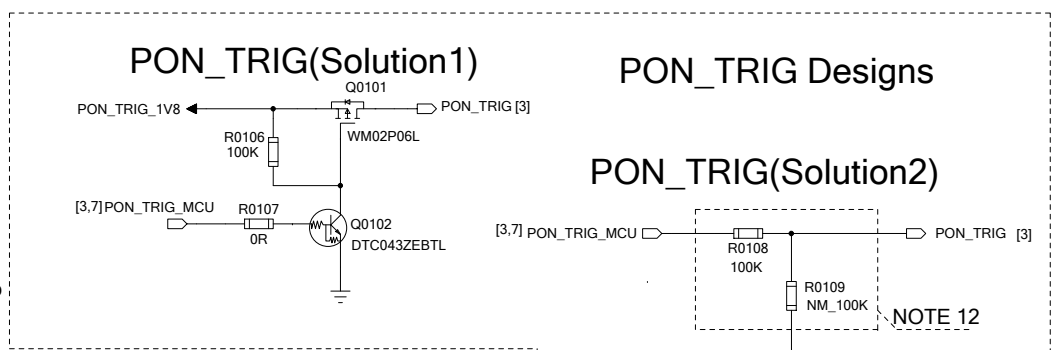 PON_TRIG(Solution1)
Q0101
PON_TRIG_1V8
PON_TRIG [3]
WM02P06L
R0106
100K
[3,7] PON_TRIG_MCU
R0107
0R
Q0102
DTC043ZEBTL
PON_TRIG Designs
PON_TRIG(Solution2)
[3,7] PON_TRIG_MCU
R0108
100K
PON_TRIG [3]
R0109
NM_100K
NOTE 12